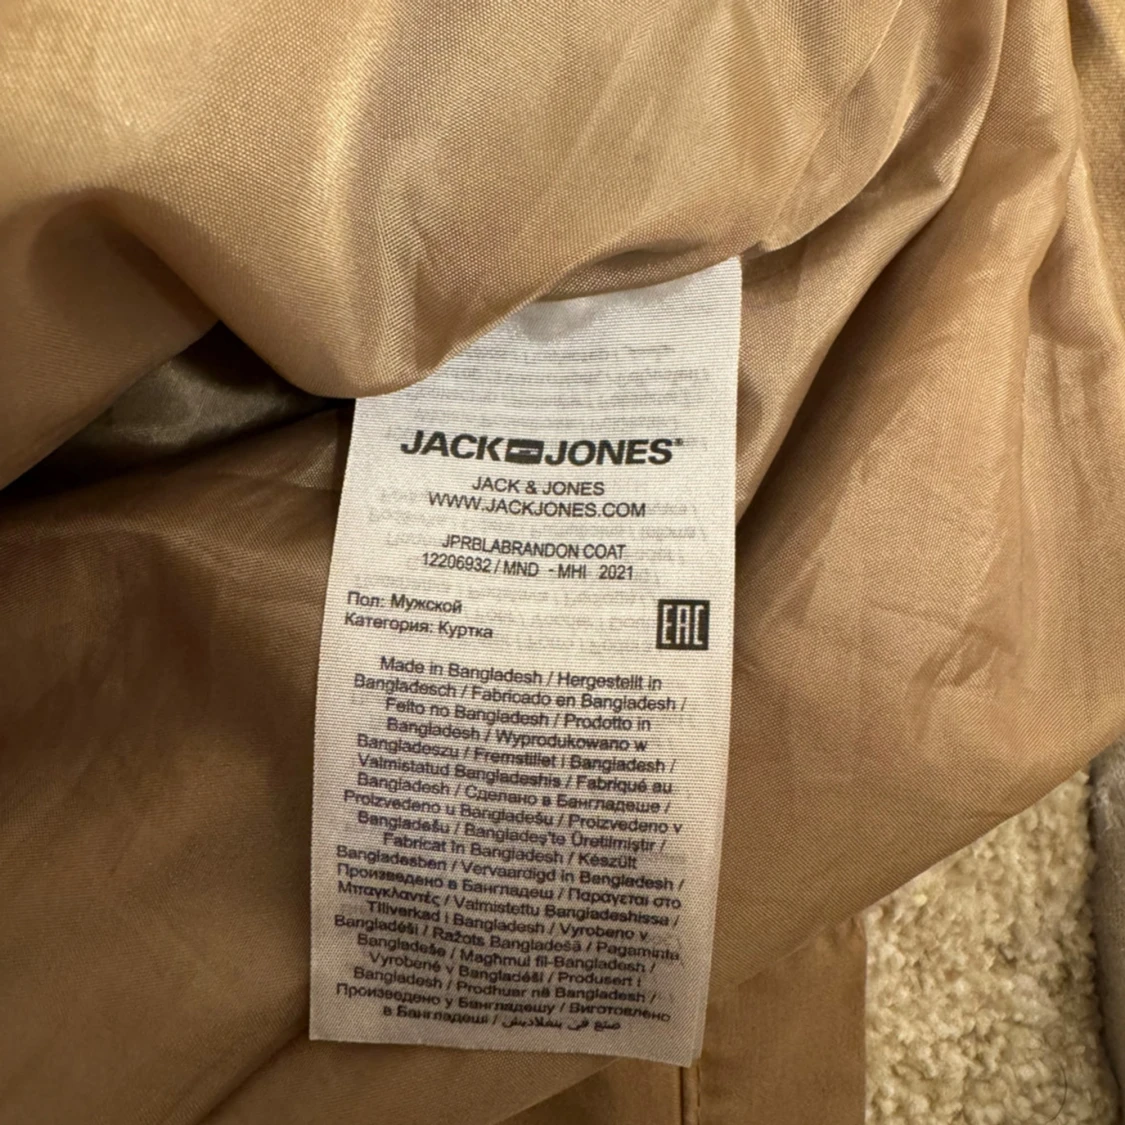 JACK JONES®
JACK & JONES
WWW.JACKJONES.COM
JPRBLABRANDON COAT
12206932 / MND - MHI 2021
Пол: Мужской
EAC
Категория: Куртка
Made in Bangladesh / Hergestellt in
Bangladesch / Fabricado en Bangladesh /
Feito no Bangladesh / Prodotto in
Bangladesh / Wyprodukowano w
Bangladeszu / Fremstillet i Bangladesh /
Valmistatud Bangladeshis / Fabriqué au
Bangladesh / Сделано в Бангладеше /
Proizvedeno u Bangladešu / Proizvedeno v
Bangladešu / Bangladeş'te Üretilmiştir /
Fabricat în Bangladesh / Készült
Bangladesben / Vervaardigd in Bangladesh /
Произведено в Бангладеш / Παράγεται στο
Μπαγκλαντές / Valmistettu Bangladeshissa /
Tillverkad i Bangladesh / Vyrobeno v
Bangladéši / Ražots Bangladešā / Pagaminta
Bangladeše / Magħmul fil-Bangladesh /
Vyrobené v Bangladéši / Produsert i
Bangladesh / Prodhuar në Bangladesh /
Произведено у Бангладешу / Виготовлено
в Бангладеші / صنع في بنغلاديش